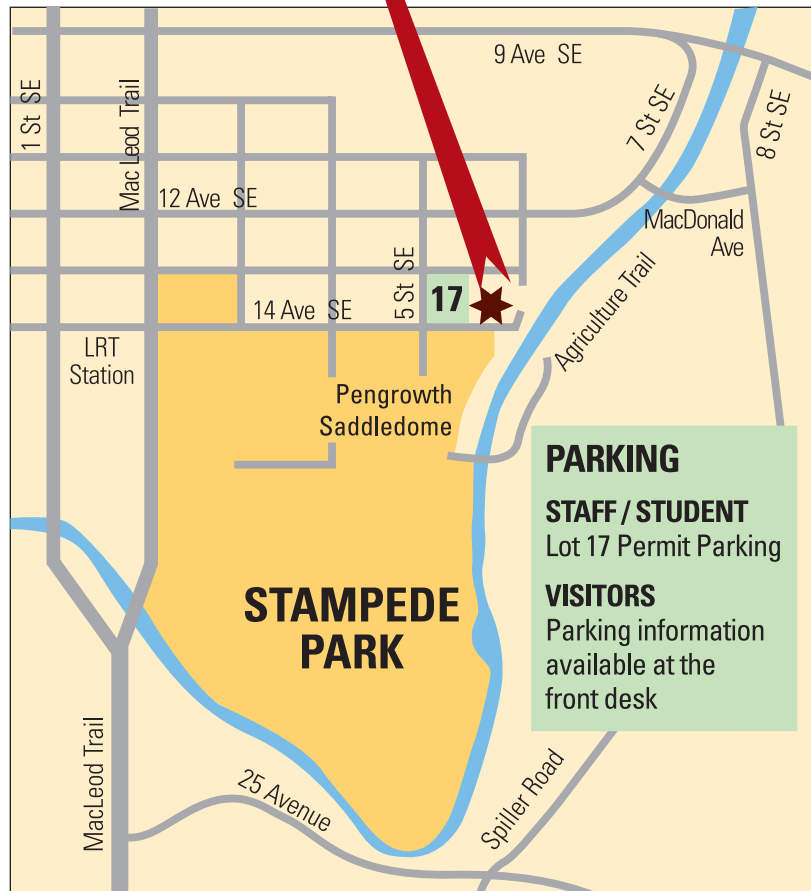 9 Ave SE
1 St SE
Mac Leod Trail
7 St SE
8 St SE
12 Ave SE
MacDonald
Ave
5 St SE
17
14 Ave SE
Agriculture Trail
LRT
Station
Pengrowth
Saddledome
PARKING
STAFF / STUDENT
Lot 17 Permit Parking
VISITORS
Parking information
available at the
front desk
STAMPEDE
PARK
MacLeod Trail
25 Avenue
Spiller Road